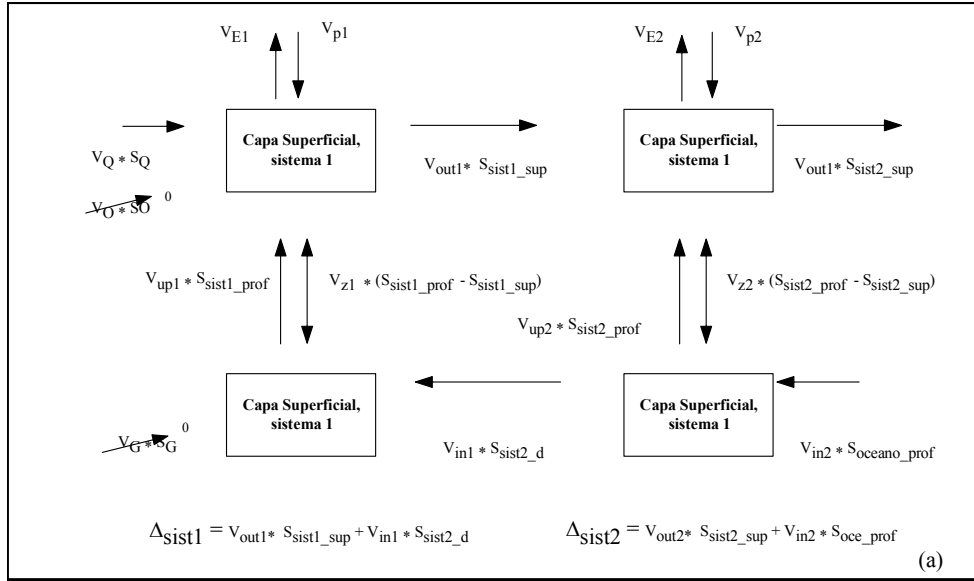 V_E1 V_p1 V_E2 V_p2
Capa Superficial,
sistema 1
Capa Superficial,
sistema 1
V_Q * S_Q
V_out1* S_sist1_sup
V_out1* S_sist2_sup
V_O * SO 0
V_up1 * S_sist1_prof
V_z1 * (S_sist1_prof - S_sist1_sup)
V_z2 * (S_sist2_prof - S_sist2_sup)
V_up2 * S_sist2_prof
Capa Superficial,
sistema 1
Capa Superficial,
sistema 1
V_G * S_G 0
V_in1 * S_sist2_d
V_in2 * S_oceano_prof
Δ_sist1 = V_out1* S_sist1_sup + V_in1 * S_sist2_d
Δ_sist2 = V_out2* S_sist2_sup + V_in2 * S_oce_prof
(a)